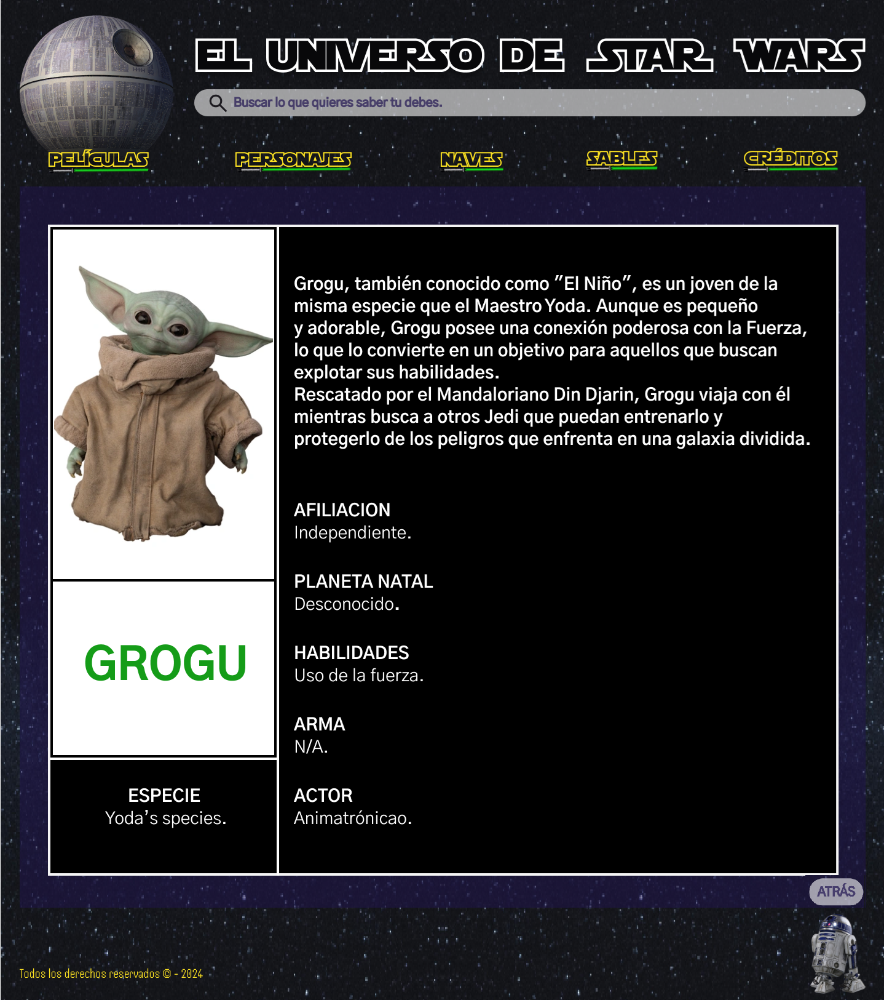 EL UNIVERSO DE STAR WARS
Buscar lo que quieres saber tu debes.
PELÍCULAS PERSONAJES NAVES SABLES CRÉDITOS
Grogu, también conocido como "El Niño", es un joven de la
misma especie que el Maestro Yoda. Aunque es pequeño
y adorable, Grogu posee una conexión poderosa con la Fuerza,
lo que lo convierte en un objetivo para aquellos que buscan
explotar sus habilidades.
Rescatado por el Mandaloriano Din Djarin, Grogu viaja con él
mientras busca a otros Jedi que puedan entrenarlo y
protegerlo de los peligros que enfrenta en una galaxia dividida.
AFILIACION
Independiente.
PLANETA NATAL
Desconocido.
HABILIDADES
Uso de la fuerza.
ARMA
N/A.
ACTOR
Animatrónicao.
GROGU
ESPECIE
Yoda's species.
ATRÁS
Todos los derechos reservados © - 2024